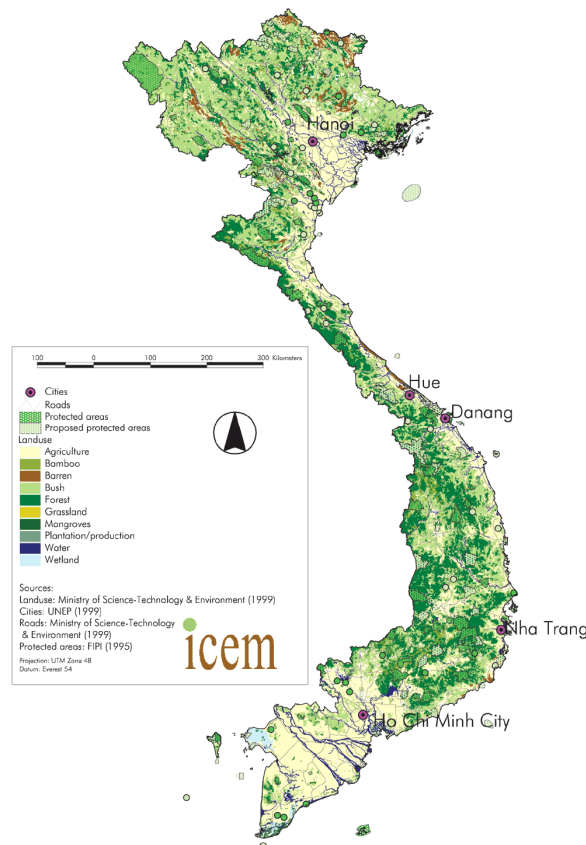 Hanoi
100 0 100 200 300 Kilometers
Hue
Cities
Roads
Danang
Protected areas
Proposed protected areas
Landuse
Agriculture
Bamboo
Barren
Bush
Forest
Grassland
Mangroves
Plantation/production
Water
Wetland
Sources:
Landuse: Ministry of Science-Technology & Environment (1999)
Cities: UNEP (1999)
Roads: Ministry of Science-Technology
& Environment (1999)
Protected areas: FIPI (1995)
icem
Projection: UTM Zone 48
Datum: Everest 54
Nha Trang
Ho Chi Minh City